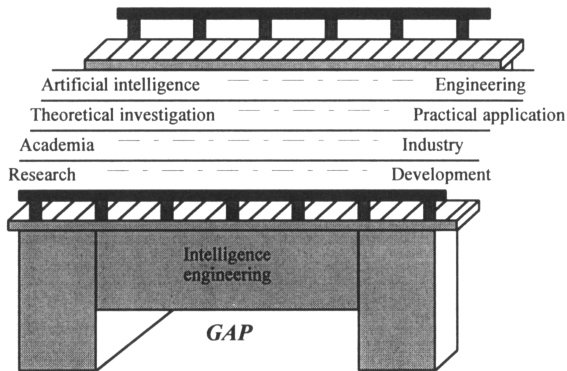 Artificial intelligence Engineering
Theoretical investigation Practical application
Academia Industry
Research Development
Intelligence
engineering
GAP